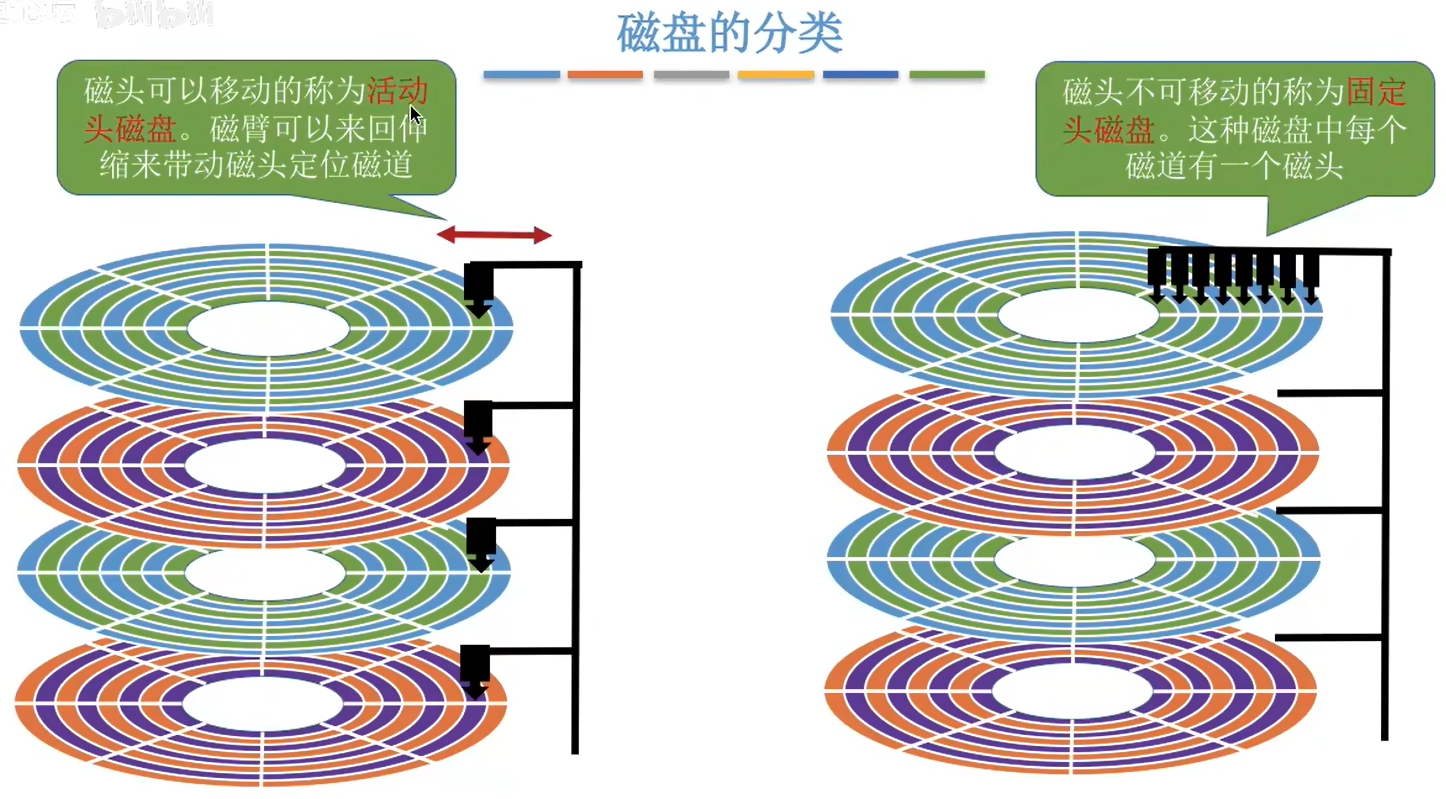 磁盘的分类
磁头可以移动的称为活动
头磁盘。磁臂可以来回伸
缩来带动磁头定位磁道
磁头不可移动的称为固定
头磁盘。这种磁盘中每个
磁道有一个磁头